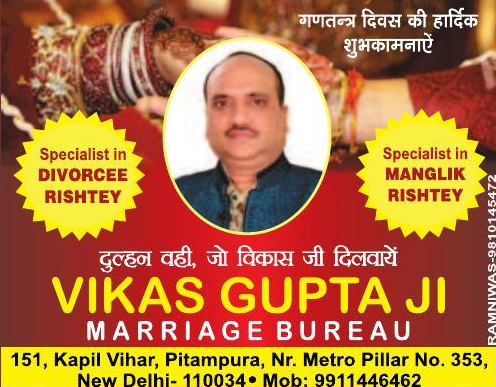 गणतन्त्र दिवस की हार्दिक
शुभकामनाऐं
Specialist in
DIVORCEE
RISHTEY
Specialist in
MANGLIK
RISHTEY
दुल्हन वही, जो विकास जी दिलवायें
VIKAS GUPTA JI
MARRIAGE BUREAU
151, Kapil Vihar, Pitampura, Nr. Metro Pillar No. 353,
New Delhi- 110034• Mob: 9911446462
RAMNIWAS-9810145472